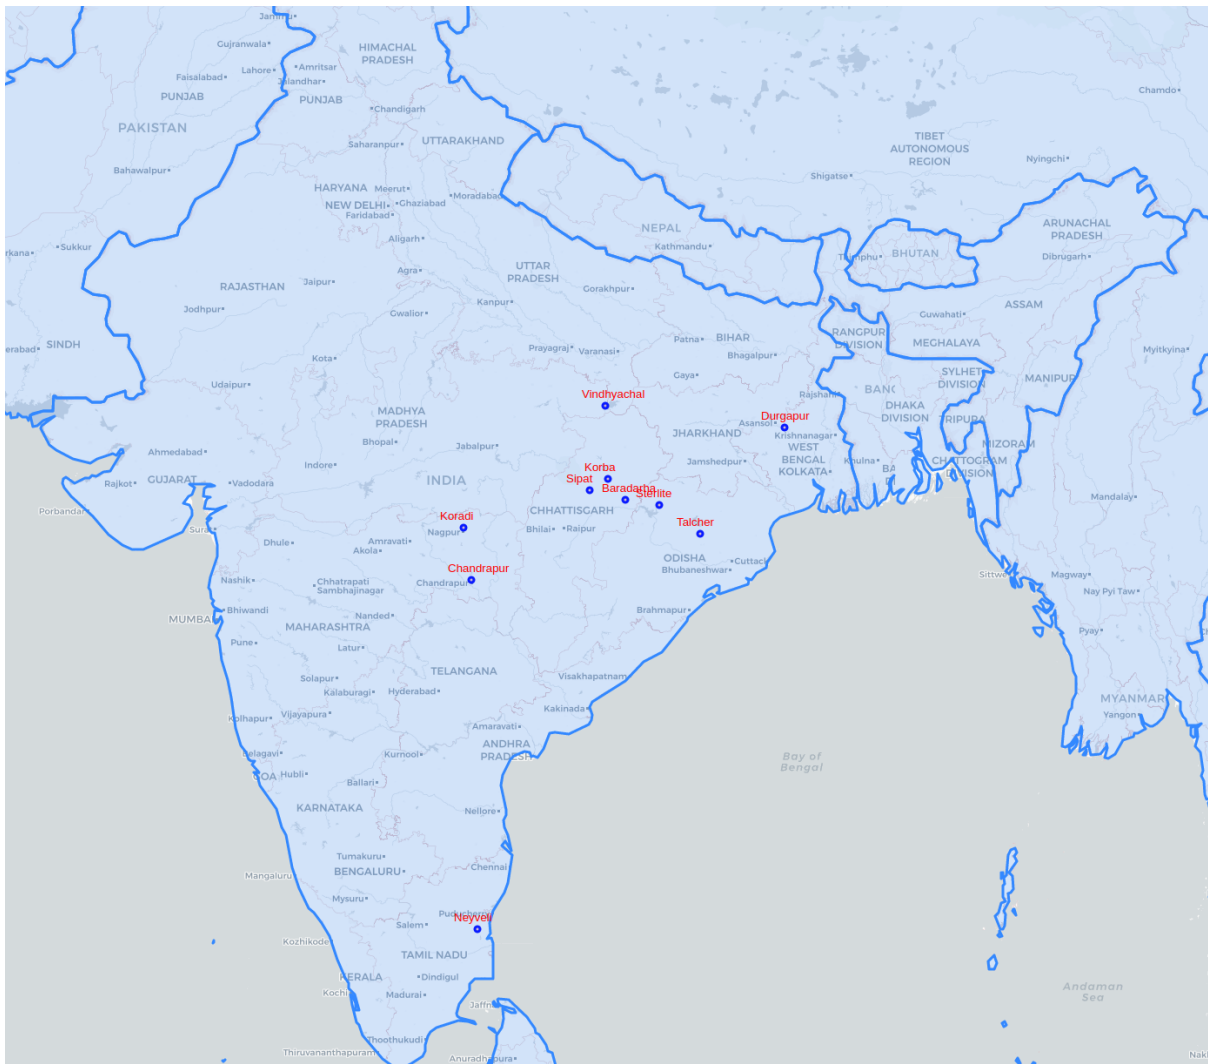 Jammu
HIMACHAL
PRADESH
Gujranwala
Lahore
Amritsar
Faisalabad
Jalandhar
PUNJAB
PUNJAB
Chandigarh
Chamdo
PAKISTAN
UTTARAKHAND
TIBET
AUTONOMOUS
REGION
Saharanpur
Nyingchi
Bahawalpur
Shigatse
HARYANA
Meerut
Moradabad
NEW DELHI
Ghaziabad
Faridabad
ARUNACHAL
PRADESH
NEPAL
Aligarh
Sukkur
Kathmandu
BHUTAN
Dibrugarh
UTTAR
PRADESH
Agra
Jaipur
RAJASTHAN
Gorakhpur
Kanpur
ASSAM
Jodhpur
Gwalior
Guwahati
RANGPUR
DIVISION
Patna
BIHAR
MEGHALAYA
SINDH
Prayagraj
Varanasi
Bhagalpur
Myitkyina
Kota
Gaya
SYLHET
DIVISION
MANIPUR
Udaipur
Vindhyachal
Rajshahi
DHAKA
DIVISION
TRIPURA
MADHYA
PRADESH
Durgapur
Asansol
JHARKHAND
Krishnanagar
Bhopal
Jabalpur
WEST
BENGAL
MIZORAM
Ahmedabad
Indore
Jamshedpur
Khulna
CHATTOGRAM
DIVISION
KOLKATA
Korba
Rajkot
GUJARAT
Vadodara
INDIA
Sipat
Baradarha
Sterlite
Mandalay
Porbandar
CHHATTISGARH
Koradi
Talcher
Surat
Nagpur
Bhilai
Raipur
Dhule
Amravati
Akola
ODISHA
Cuttack
Chandrapur
Bhubaneshwar
Nashik
Chhatrapati
Sambhajinagar
Chandrapur
Sittwe
Magway
Nay Pyi Taw
Bhiwandi
Brahmapur
MUMBAI
Nanded
MAHARASHTRA
Pyay
Pune
Latur
TELANGANA
Solapur
Visakhapatnam
Kalaburagi
Hyderabad
MYANMAR
Kakinada
Kolhapur
Vijayapura
Yangon
Amaravati
ANDHRA
PRADESH
Belagavi
Kurnool
Bay of
Bengal
GOA
Hubli
Ballari
KARNATAKA
Nellore
Tumakuru
BENGALURU
Chennai
Mangaluru
Mysuru
Puducherry
Neyveli
Salem
Kozhikode
TAMIL NADU
KERALA
Dindigul
Kochi
Madurai
Andaman
Sea
Jaffna
Thoothukudi
Thiruvananthapuram
Anuradhapura